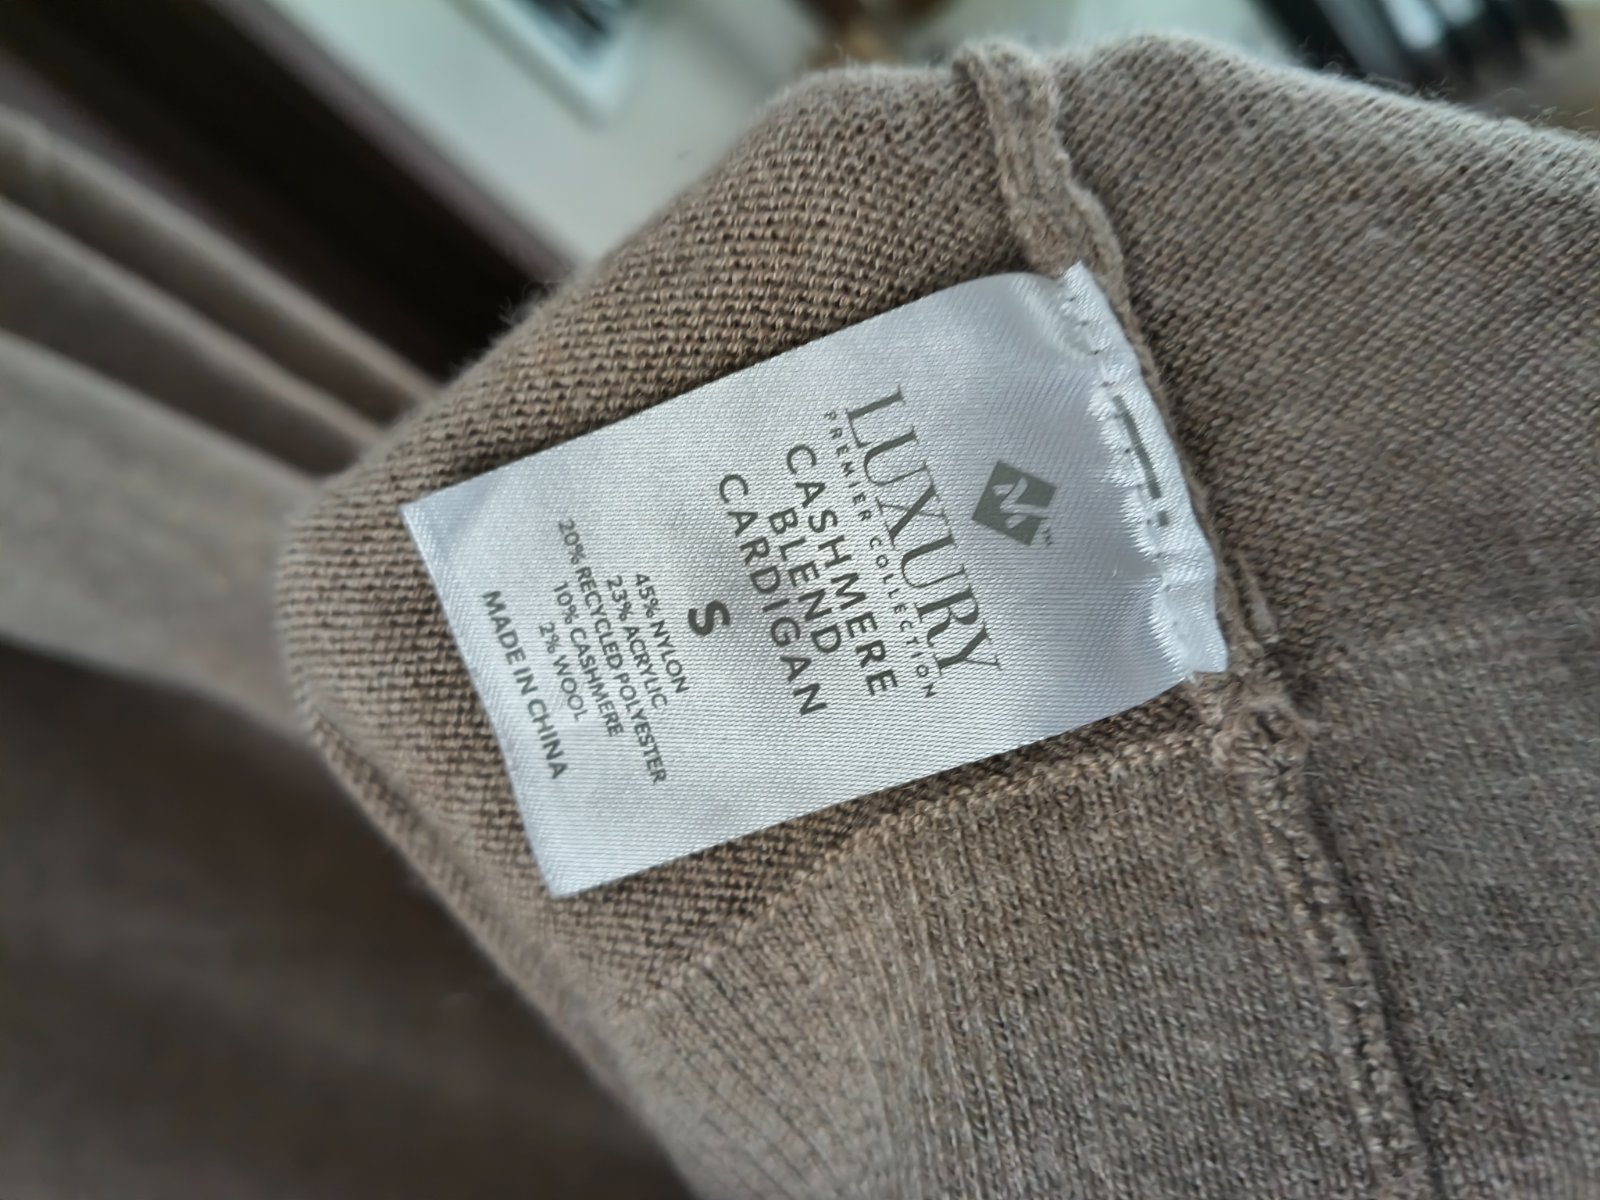 ™
LUXURY
PREMIER COLLECTION
CASHMERE
BLEND
CARDIGAN
S
45% NYLON
23% ACRYLIC
20% RECYCLED POLYESTER
10% CASHMERE
2% WOOL
MADE IN CHINA